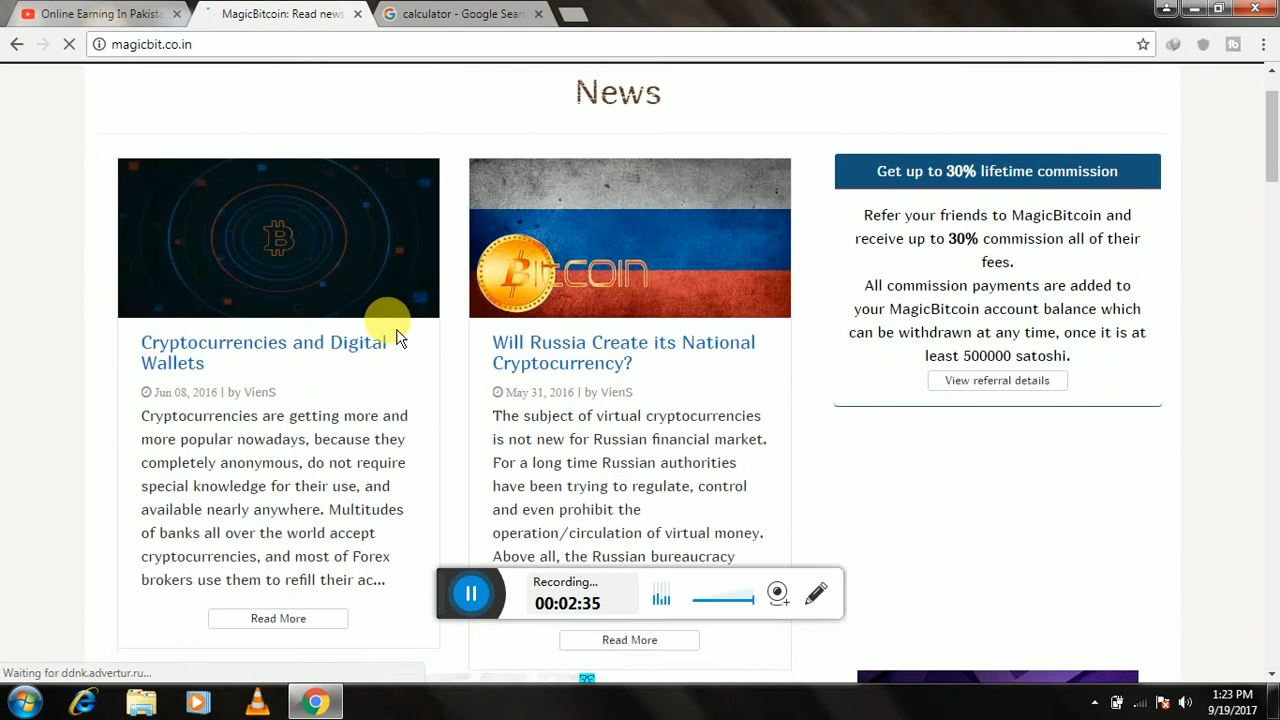 Online Earning In Pakista
MagicBitcoin: Read news
calculator - Google Sear
magicbit.co.in
News
BITCOIN
Get up to 30% lifetime commission
Refer your friends to MagicBitcoin and
receive up to 30% commission all of their
fees.
All commission payments are added to
your MagicBitcoin account balance which
can be withdrawn at any time, once it is at
least 500000 satoshi.
View referral details
Cryptocurrencies and Digital
Wallets
Jun 08, 2016 | by VienS
Cryptocurrencies are getting more and
more popular nowadays, because they
completely anonymous, do not require
special knowledge for their use, and
available nearly anywhere. Multitudes
of banks all over the world accept
cryptocurrencies, and most of Forex
brokers use them to refill their ac...
Read More
Will Russia Create its National
Cryptocurrency?
May 31, 2016 | by VienS
The subject of virtual cryptocurrencies
is not new for Russian financial market.
For a long time Russian authorities
have been trying to regulate, control
and even prohibit the
operation/circulation of virtual money.
Above all, the Russian bureaucracy
Read More
Recording...
00:02:35
Waiting for ddnk.advertur.ru...
1:23 PM
9/19/2017